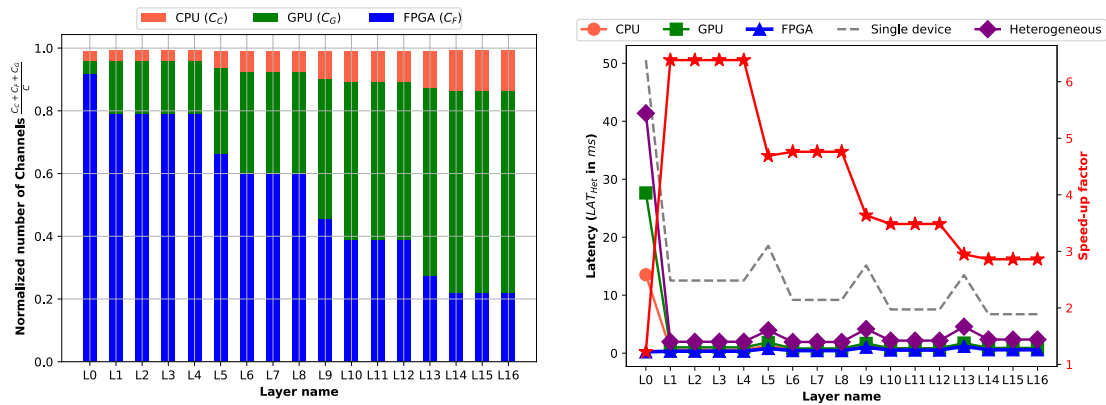 CPU (C_C) GPU (C_G) FPGA (C_F)
1.0
0.8
0.6
0.4
0.2
0.0
Normalized number of Channels \frac{C_C + C_F + C_G}{C}
L0 L1 L2 L3 L4 L5 L6 L7 L8 L9 L10 L11 L12 L13 L14 L15 L16
Layer name
CPU GPU FPGA Single device Heterogeneous
50
40
30
20
10
0
Latency (LAT_{Het} in ms)
6
5
4
3
2
1
Speed-up factor
L0 L1 L2 L3 L4 L5 L6 L7 L8 L9 L10 L11 L12 L13 L14 L15 L16
Layer name